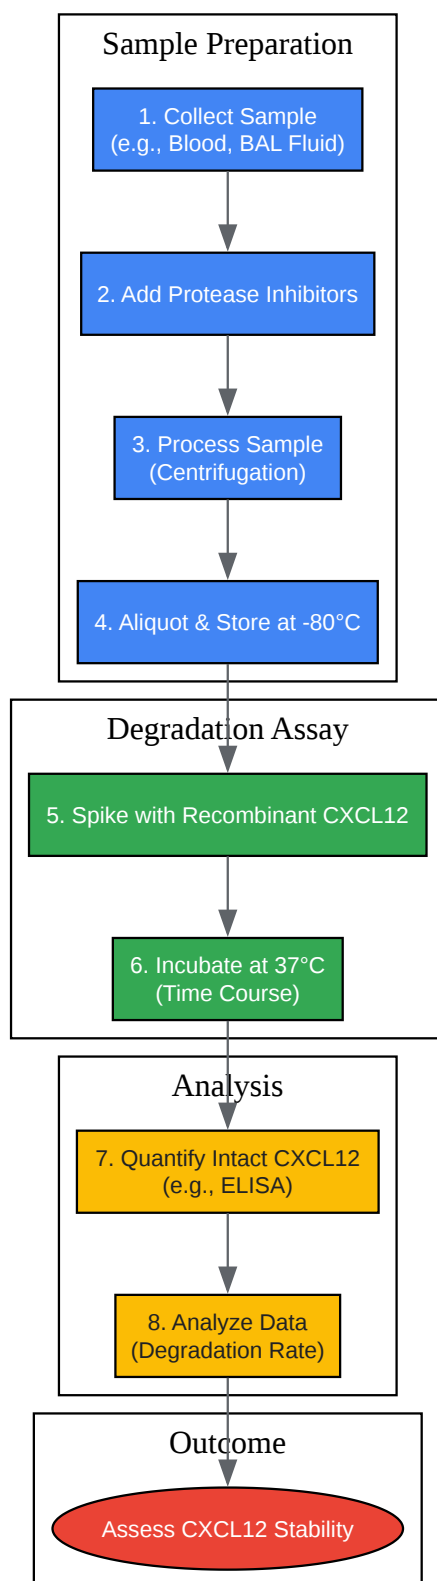 Sample Preparation
1. Collect Sample
(e.g., Blood, BAL Fluid)
2. Add Protease Inhibitors
3. Process Sample
(Centrifugation)
4. Aliquot & Store at -80°C
Degradation Assay
5. Spike with Recombinant CXCL12
6. Incubate at 37°C
(Time Course)
Analysis
7. Quantify Intact CXCL12
(e.g., ELISA)
8. Analyze Data
(Degradation Rate)
Outcome
Assess CXCL12 Stability